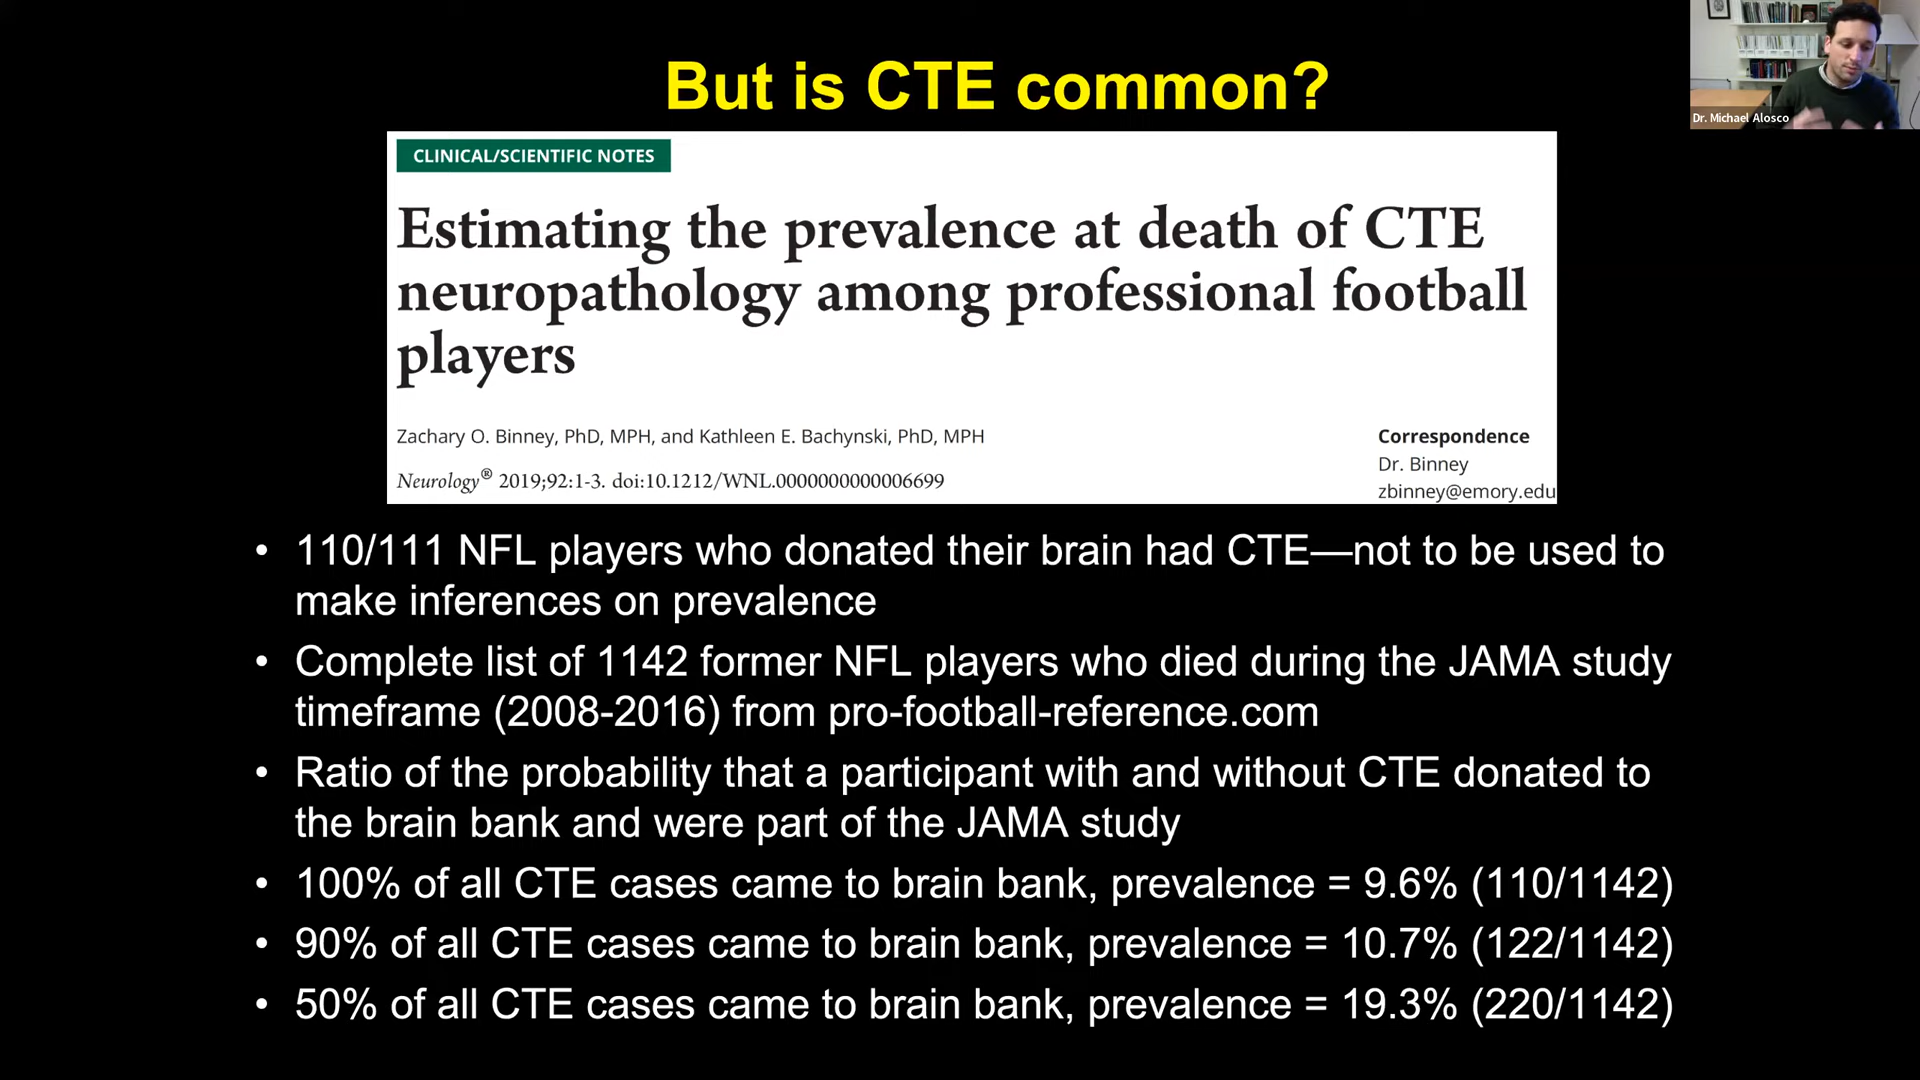 But is CTE common?
Dr. Michael Alosco
CLINICAL/SCIENTIFIC NOTES
Estimating the prevalence at death of CTE
neuropathology among professional football
players
Zachary O. Binney, PhD, MPH, and Kathleen E. Bachynski, PhD, MPH
Neurology® 2019;92:1-3. doi:10.1212/WNL.0000000000006699
Correspondence
Dr. Binney
zbinney@emory.edu
• 110/111 NFL players who donated their brain had CTE—not to be used to
make inferences on prevalence
• Complete list of 1142 former NFL players who died during the JAMA study
timeframe (2008-2016) from pro-football-reference.com
• Ratio of the probability that a participant with and without CTE donated to
the brain bank and were part of the JAMA study
• 100% of all CTE cases came to brain bank, prevalence = 9.6% (110/1142)
• 90% of all CTE cases came to brain bank, prevalence = 10.7% (122/1142)
• 50% of all CTE cases came to brain bank, prevalence = 19.3% (220/1142)